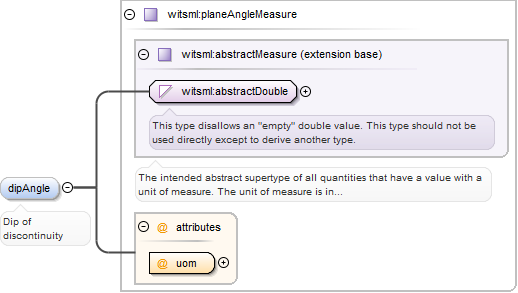 witsml:planeAngleMeasure
witsml:abstractMeasure (extension base)
witsml:abstractDouble
This type disallows an "empty" double value. This type should not be
used directly except to derive another type.
The intended abstract supertype of all quantities that have a value with a
unit of measure. The unit of measure is in...
dipAngle
Dip of
discontinuity
@ attributes
@ uom